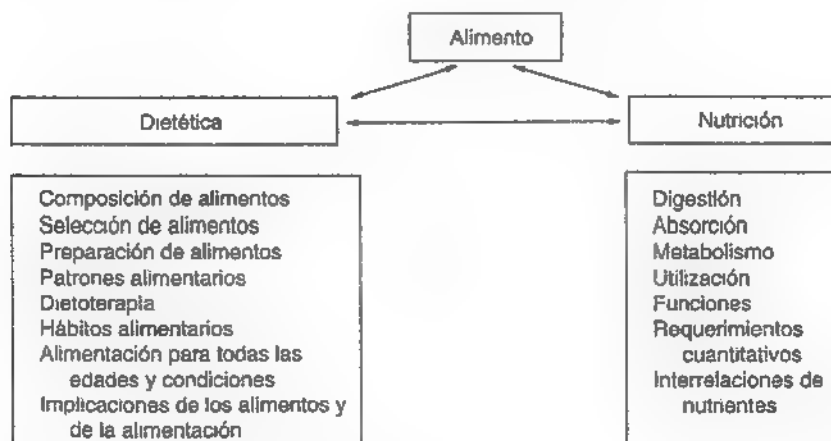 Alimento
Dietética
Nutrición
Composición de alimentos
Selección de alimentos
Preparación de alimentos
Patrones alimentarios
Dietoterapia
Hábitos alimentarios
Alimentación para todas las
edades y condiciones
Implicaciones de los alimentos y
de la alimentación
Digestión
Absorción
Metabolismo
Utilización
Funciones
Requerimientos
cuantitativos
Interrelaciones de
nutrientes